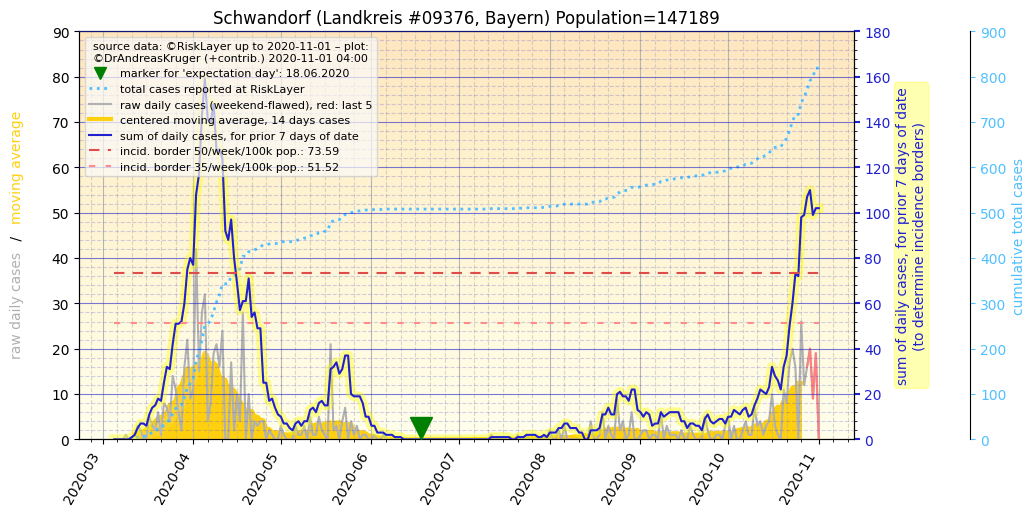 Schwandorf (Landkreis #09376, Bayern) Population=147189
source data: ©RiskLayer up to 2020-11-01 – plot:
©DrAndreasKruger (+contrib.) 2020-11-01 04:00
marker for 'expectation day': 18.06.2020
total cases reported at RiskLayer
raw daily cases (weekend-flawed), red: last 5
centered moving average, 14 days cases
sum of daily cases, for prior 7 days of date
incid. border 50/week/100k pop.: 73.59
incid. border 35/week/100k pop.: 51.52
raw daily cases / moving average
90
80
70
60
50
40
30
20
10
0
2020-03
2020-04
2020-05
2020-06
2020-07
2020-08
2020-09
2020-10
2020-11
180
160
140
120
100
80
60
40
20
0
sum of daily cases, for prior 7 days of date
(to determine incidence borders)
900
800
700
600
500
400
300
200
100
0
cumulative total cases